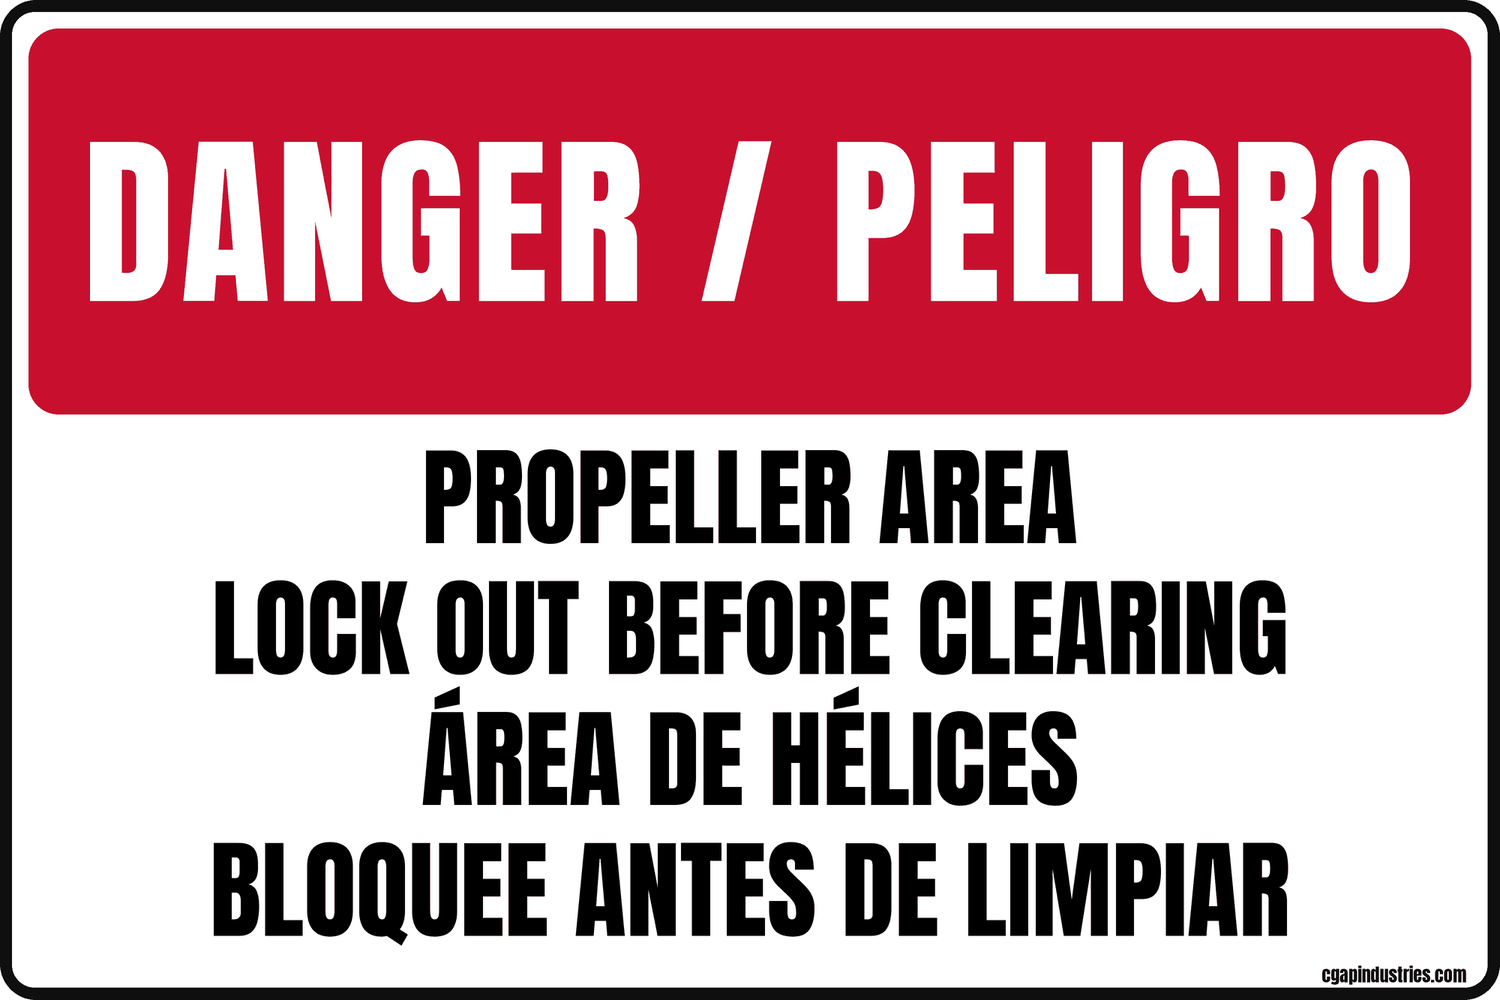 DANGER / PELIGRO
PROPELLER AREA
LOCK OUT BEFORE CLEARING
ÁREA DE HÉLICES
BLOQUEE ANTES DE LIMPIAR
cgapindustries.com